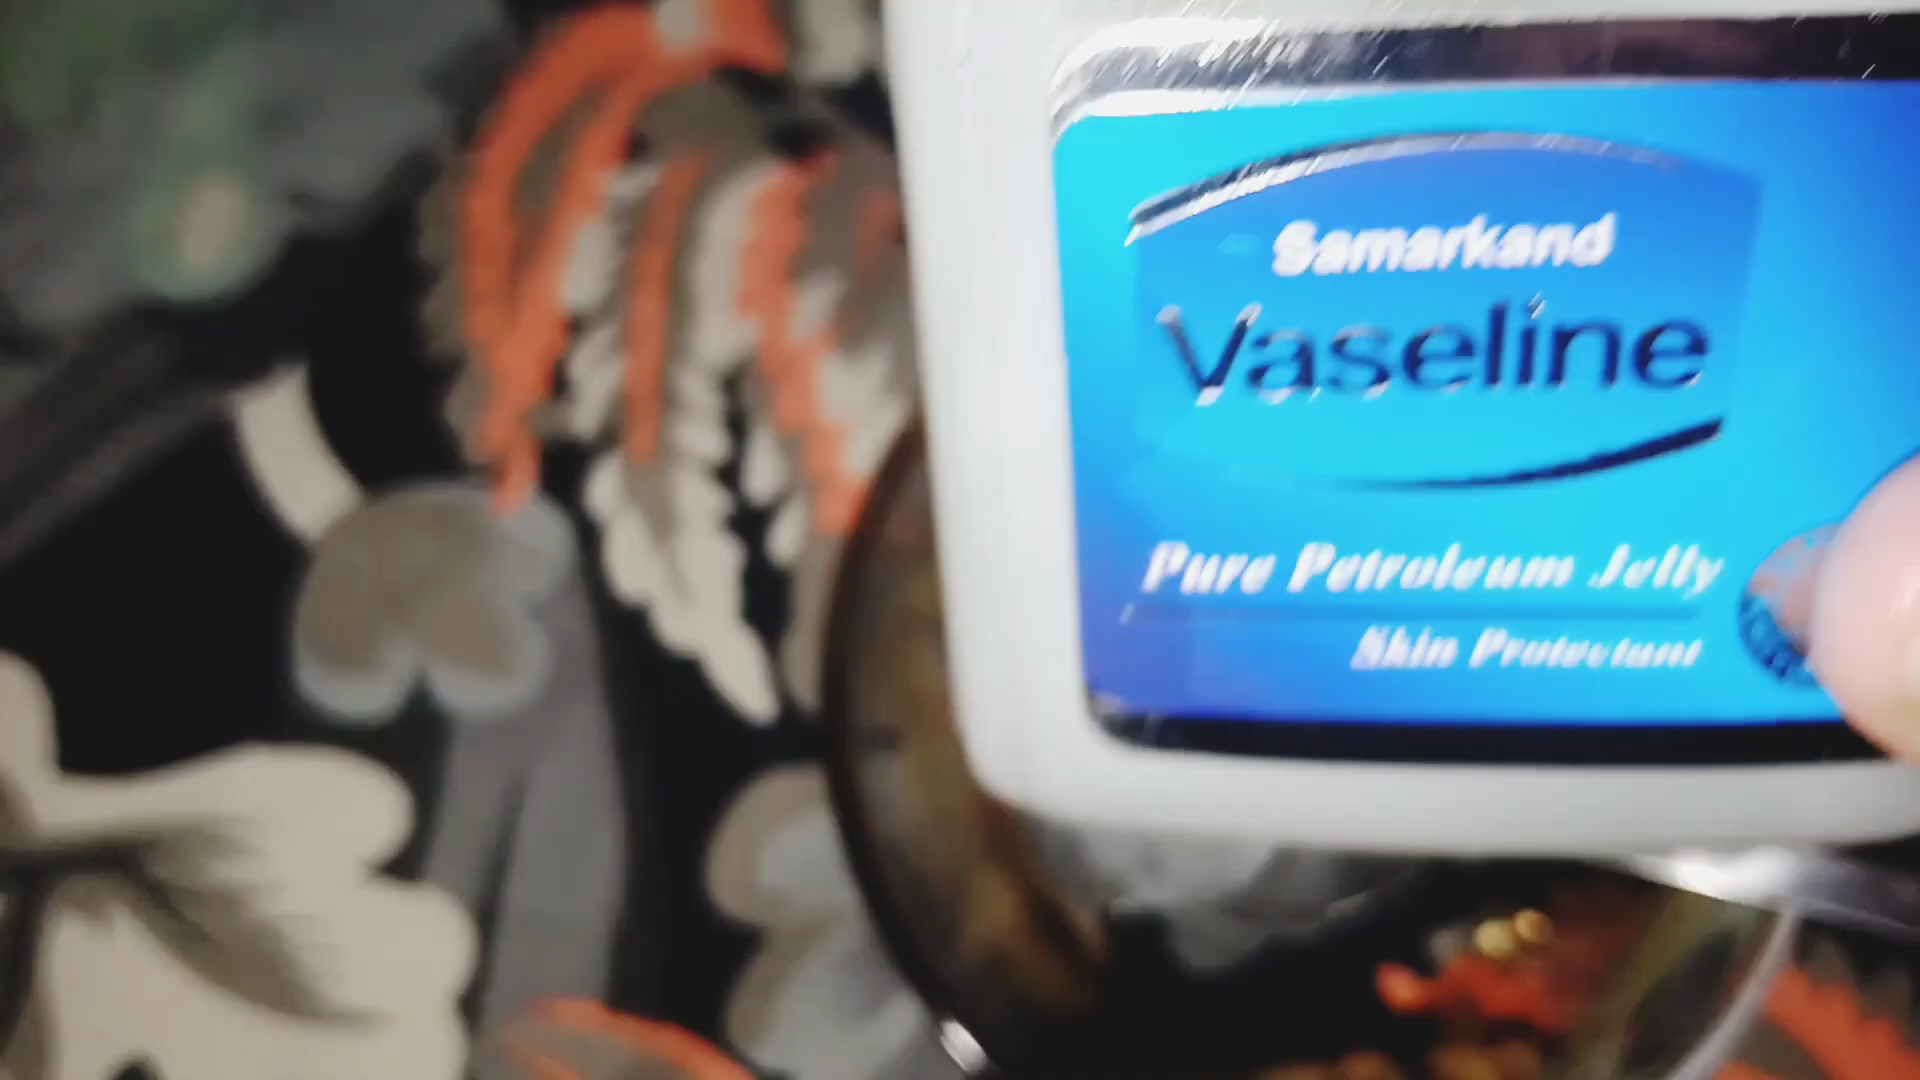 Samarkand
Vaseline
Pure Petroleum Jelly
Skin Protectant